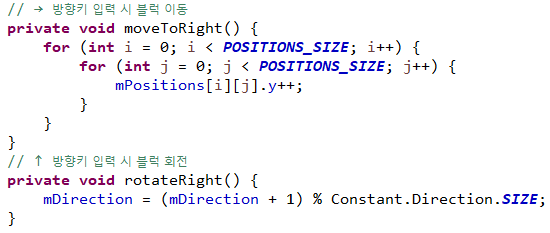 // → 방향키 입력 시 블럭 이동
private void moveToRight() {
    for (int i = 0; i < POSITIONS_SIZE; i++) {
        for (int j = 0; j < POSITIONS_SIZE; j++) {
            mPositions[i][j].y++;
        }
    }
}
// ↑ 방향키 입력 시 블럭 회전
private void rotateRight() {
    mDirection = (mDirection + 1) % Constant.Direction.SIZE;
}